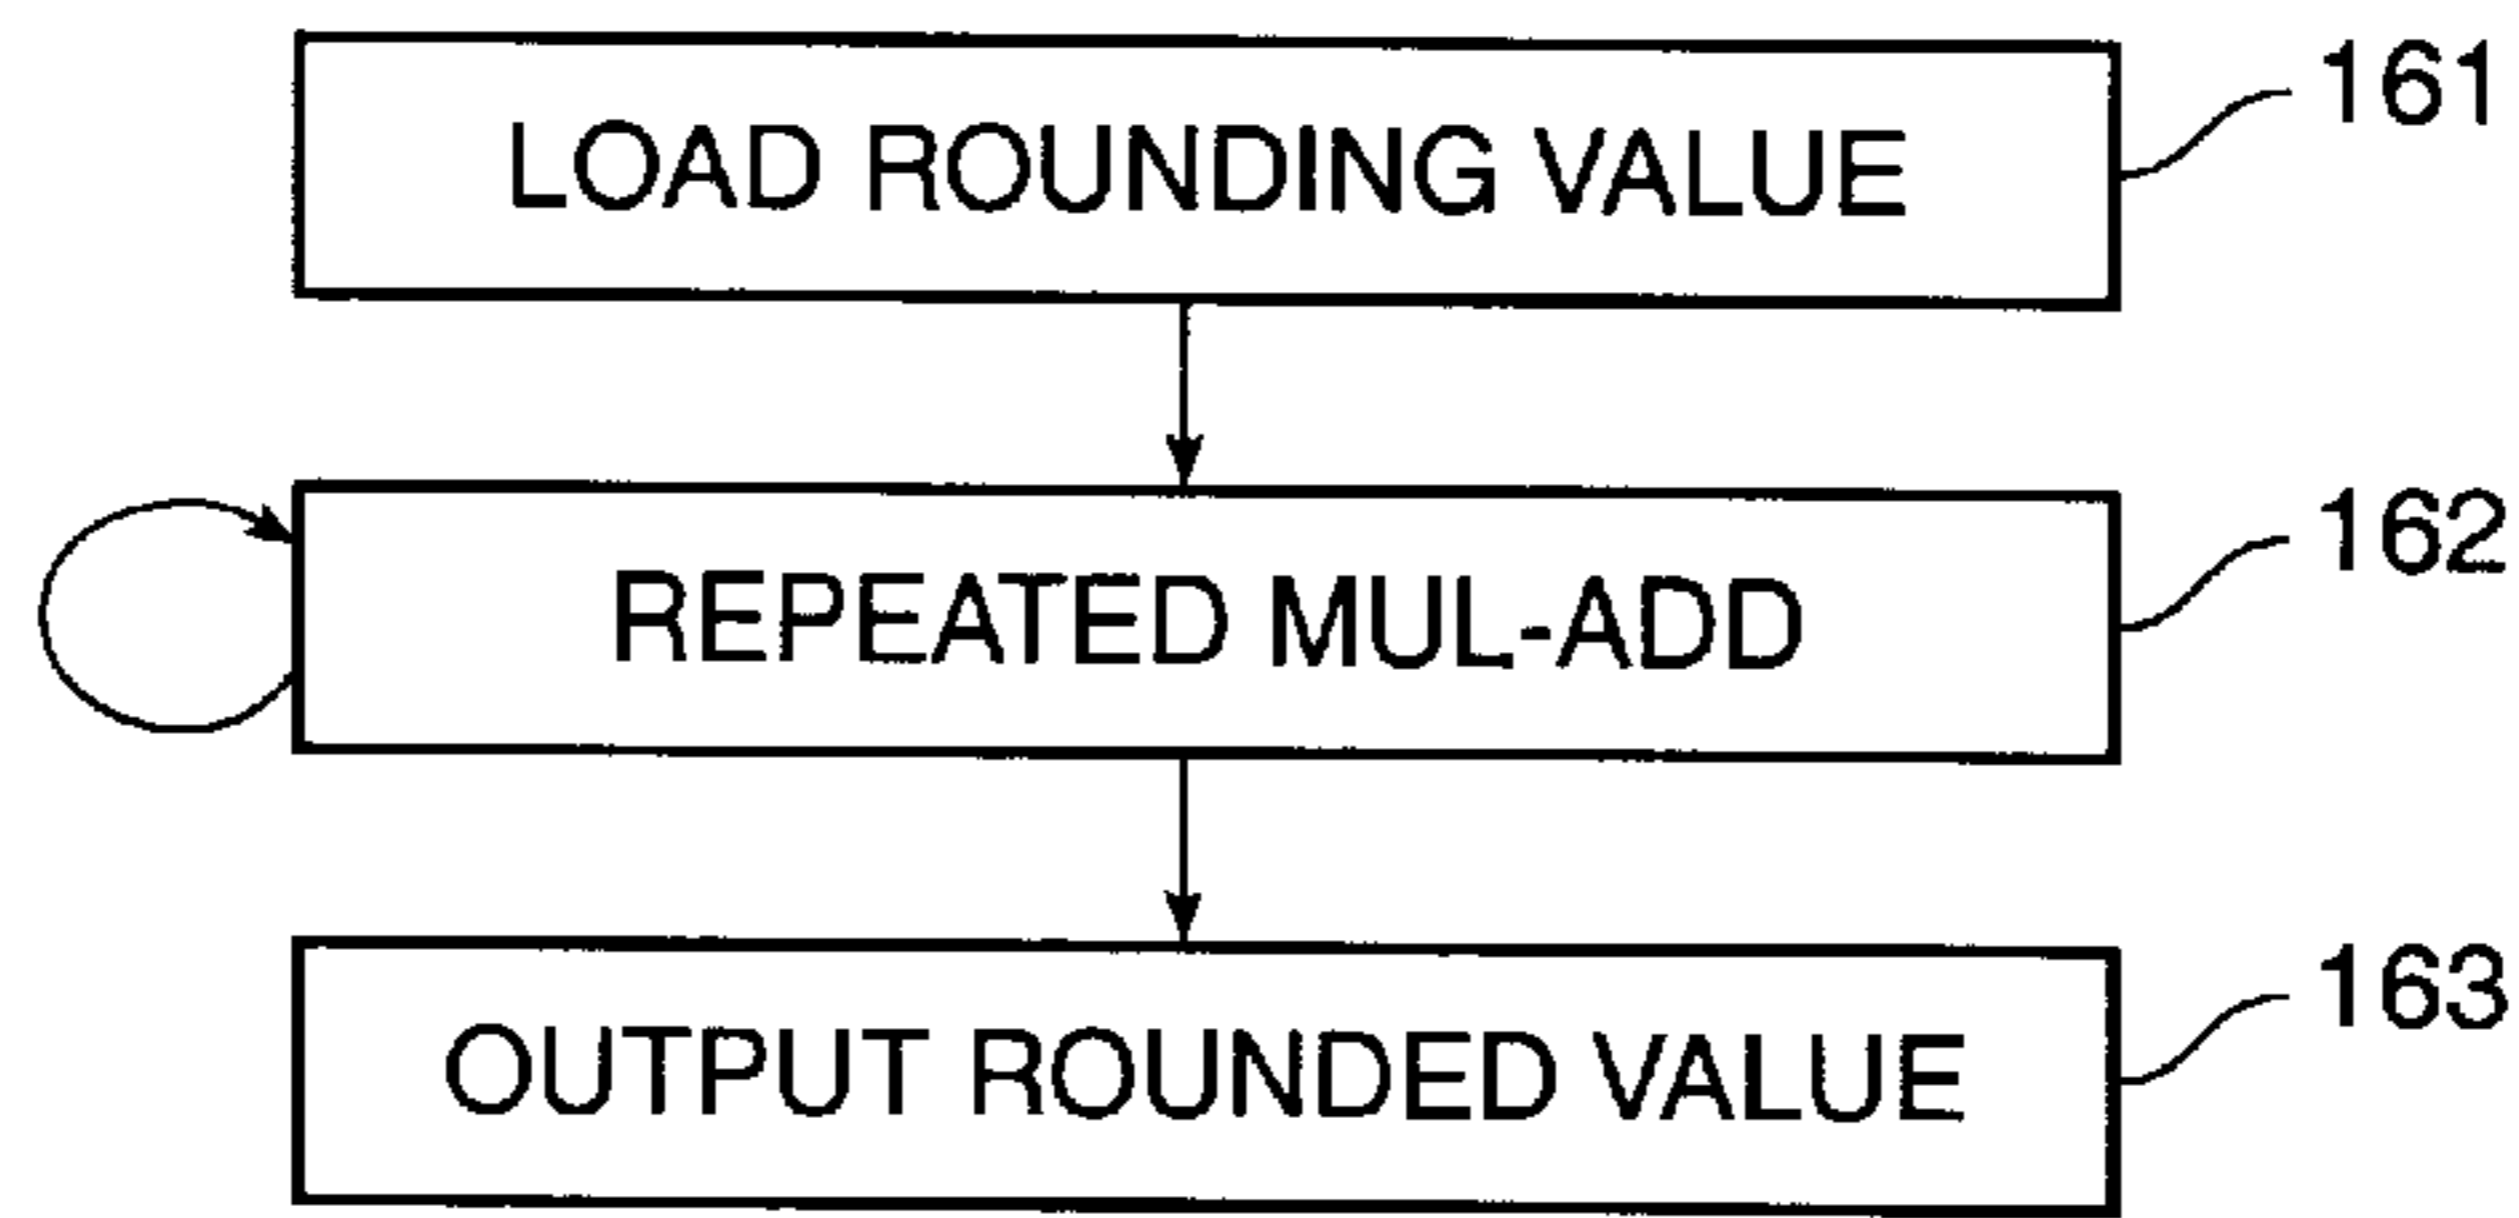 LOAD ROUNDING VALUE
161
REPEATED MUL-ADD
162
OUTPUT ROUNDED VALUE
163